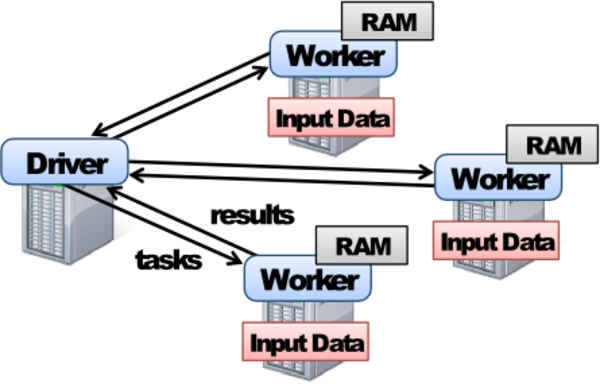 RAM
Worker
Input Data
Driver
RAM
Worker
Input Data
results
tasks
RAM
Worker
Input Data